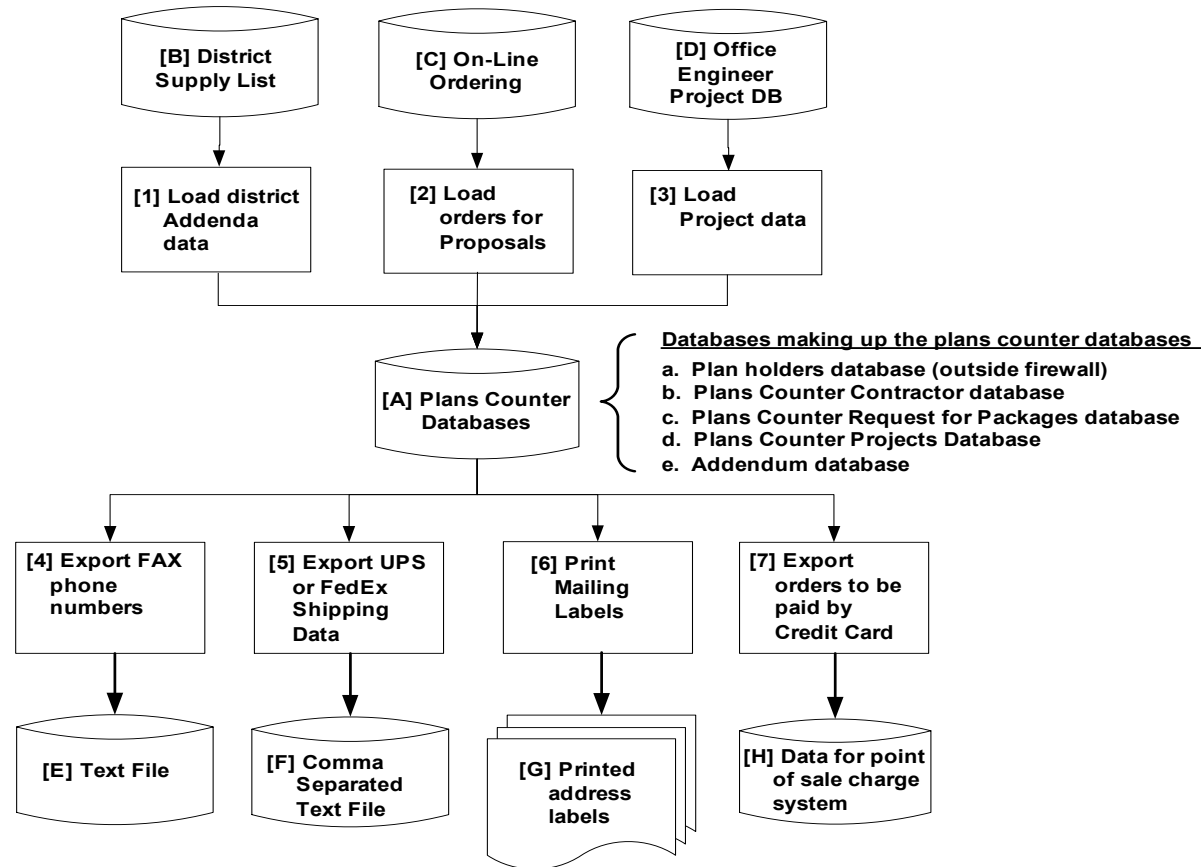 [B] District
Supply List
[C] On-Line
Ordering
[D] Office
Engineer
Project DB
[1] Load district
Addenda
data
[2] Load
orders for
Proposals
[3] Load
Project data
[A] Plans Counter
Databases
Databases making up the plans counter databases
a. Plan holders database (outside firewall)
b. Plans Counter Contractor database
c. Plans Counter Request for Packages database
d. Plans Counter Projects Database
e. Addendum database
[4] Export FAX
phone
numbers
[5] Export UPS
or FedEx
Shipping
Data
[6] Print
Mailing
Labels
[7] Export
orders to be
paid by
Credit Card
[E] Text File
[F] Comma
Separated
Text File
[G] Printed
address
labels
[H] Data for point
of sale charge
system